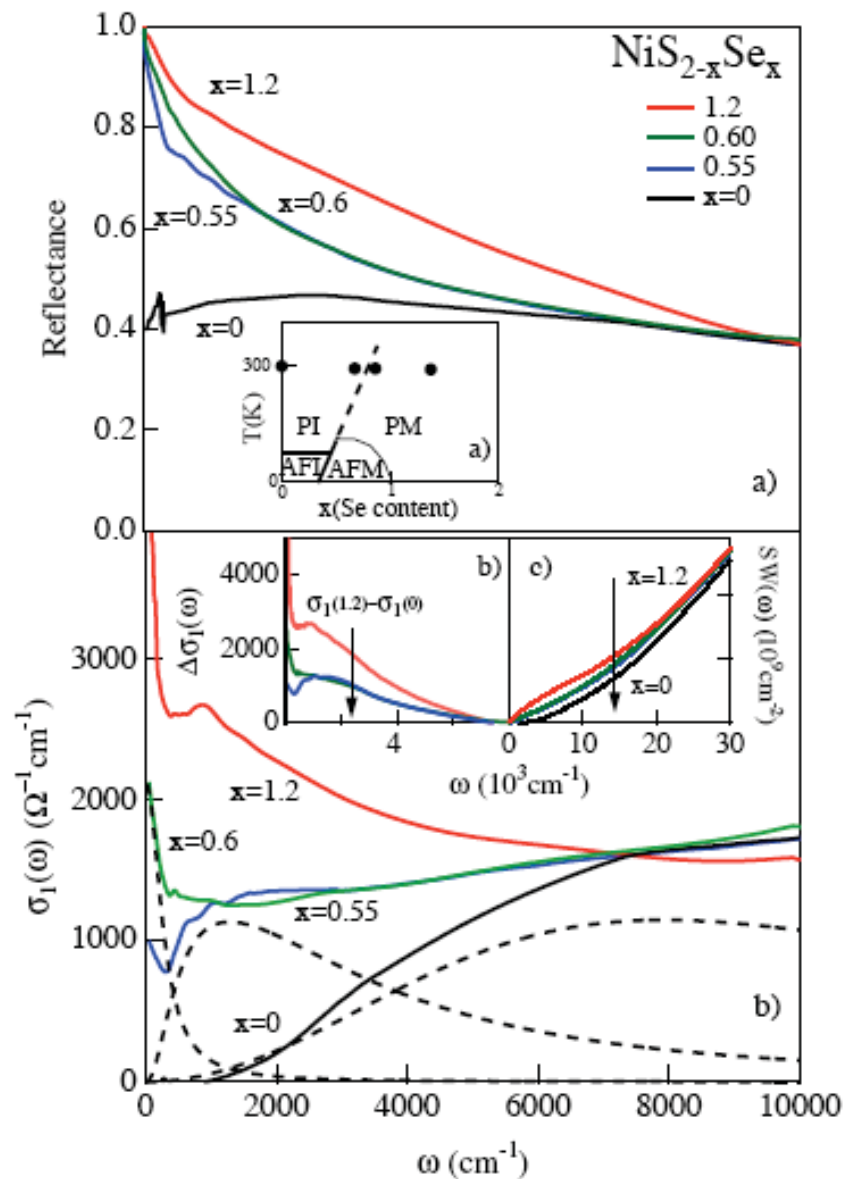 NiS2-xSex
1.2
0.60
0.55
x=0
1.0
0.8
0.6
0.4
0.2
0.0
Reflectance
x=1.2
x=0.55
x=0.6
x=0
T(K)
300
0
PI
PM
AFI
AFM
a)
0
1
2
x(Se content)
a)
σ1(ω) (Ω−1cm−1)
3000
2000
1000
0
x=1.2
x=0.6
x=0.55
x=0
b)
Δσ1(ω)
4000
2000
0
b)
σ1(1.2)−σ1(0)
4
0
c)
x=1.2
x=0
10
20
30
SW(ω) (10⁹cm−2)
ω (10³cm−1)
0
2000
4000
6000
8000
10000
ω (cm−1)